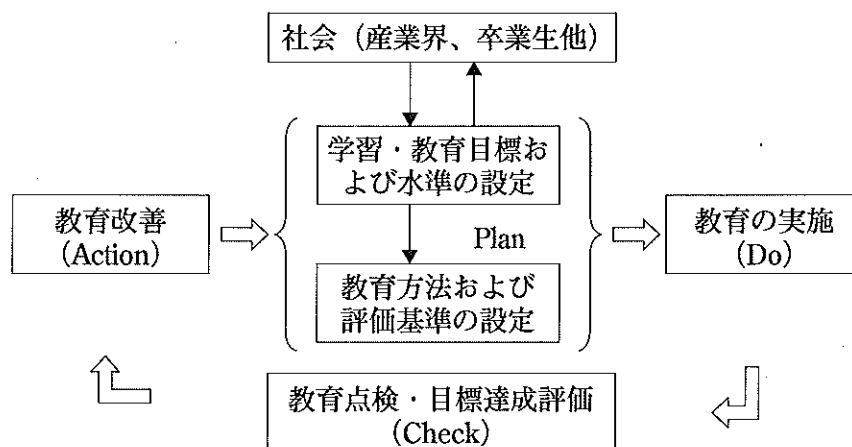 社会（産業界、卒業生他）
学習・教育目標お
よび水準の設定
教育改善
(Action)
Plan
教育の実施
(Do)
教育方法および
評価基準の設定
教育点検・目標達成評価
(Check)